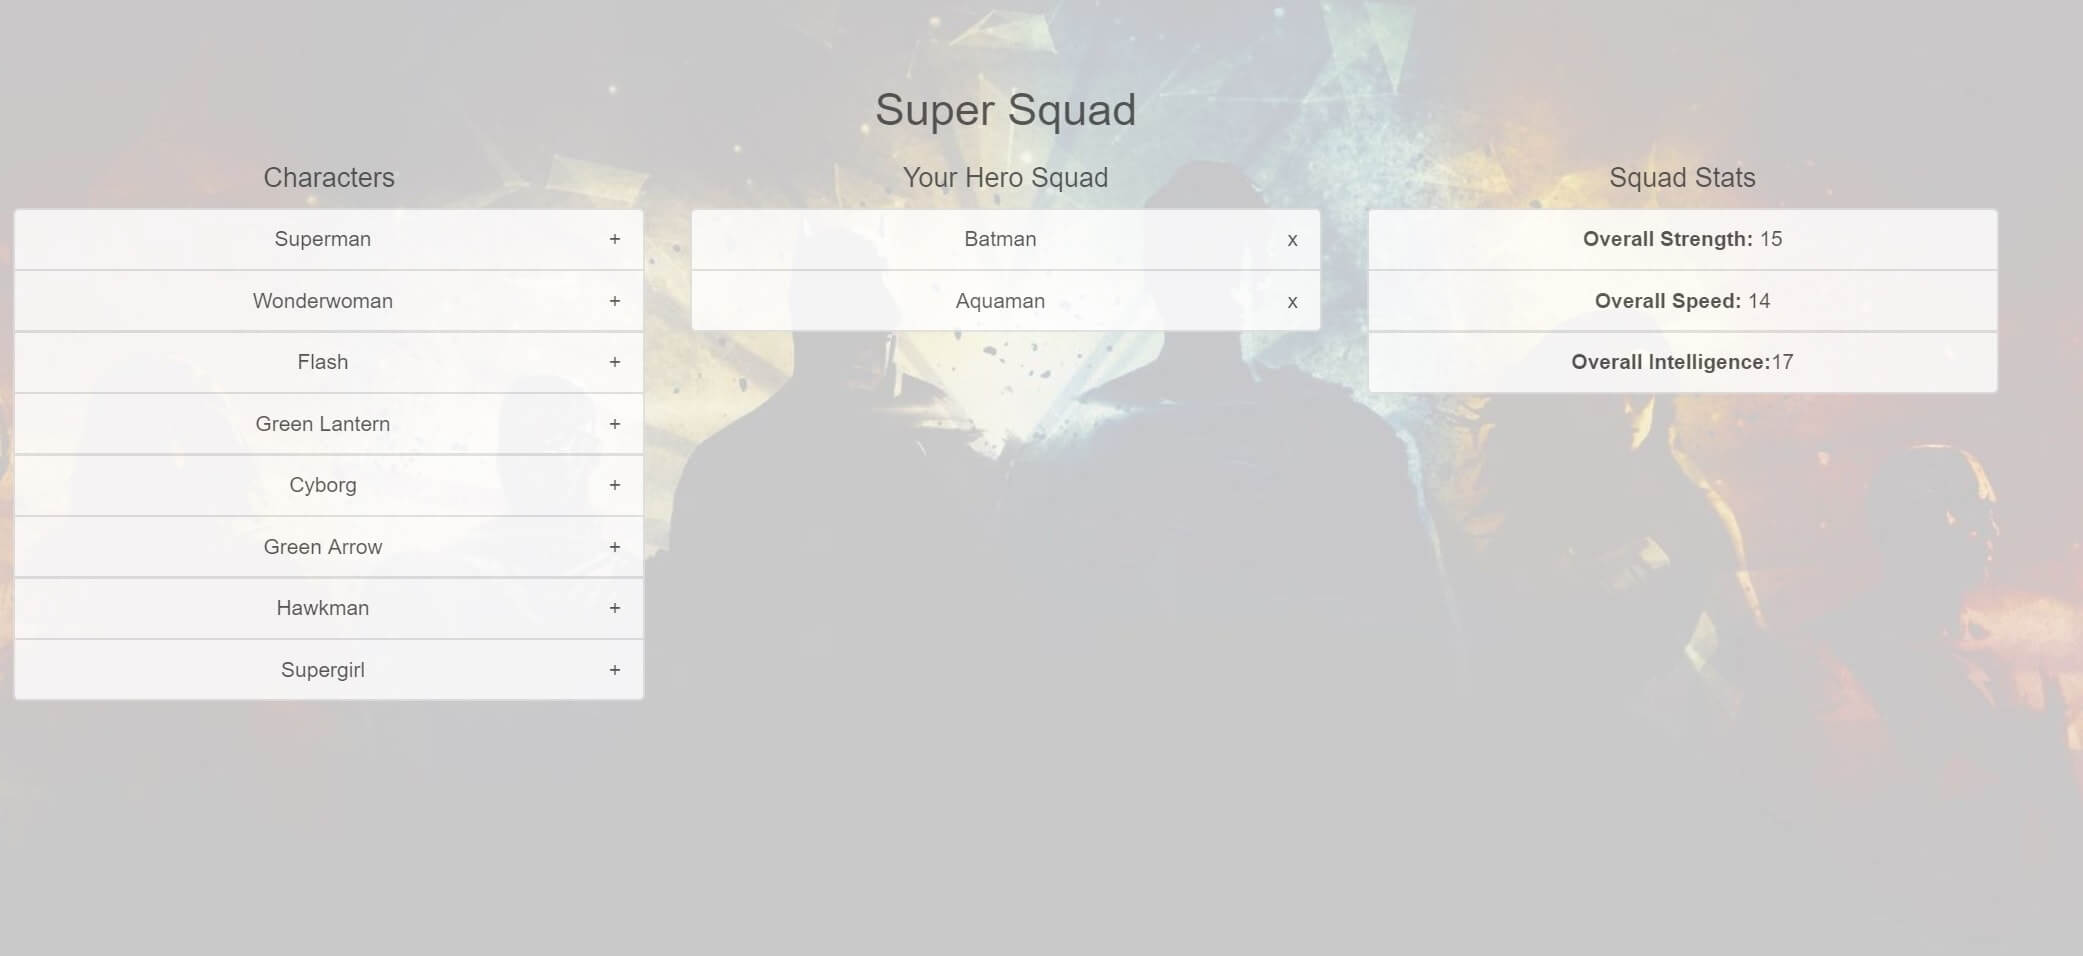 Super Squad
Characters
Superman +
Wonderwoman +
Flash +
Green Lantern +
Cyborg +
Green Arrow +
Hawkman +
Supergirl +
Your Hero Squad
Batman x
Aquaman x
Squad Stats
Overall Strength: 15
Overall Speed: 14
Overall Intelligence:17